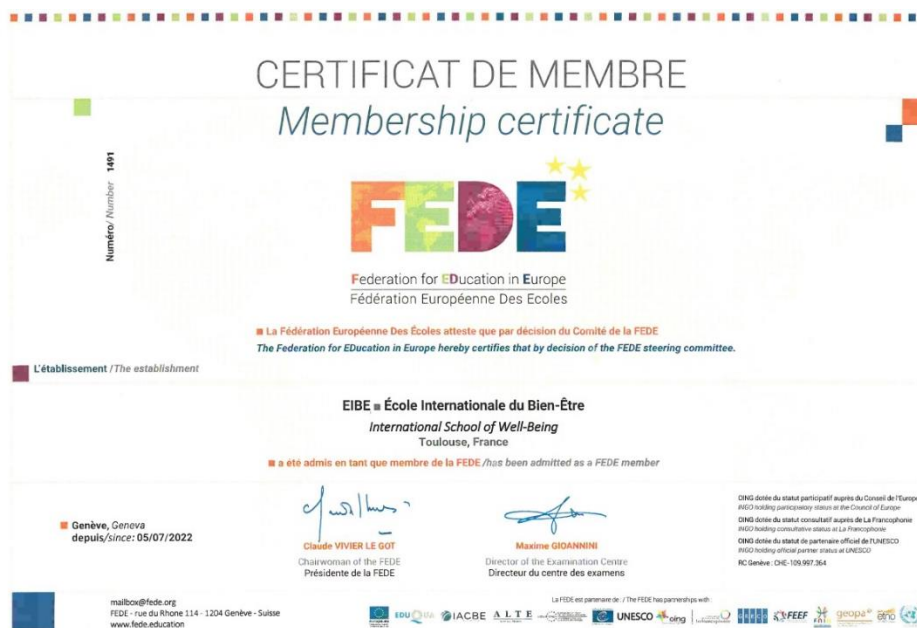 CERTIFICAT DE MEMBRE
Membership certificate
Numéro/ Number 1491
FEDE
Federation for EDucation in Europe
Fédération Européenne Des Ecoles
La Fédération Européenne Des Écoles atteste que par décision du Comité de la FEDE
The Federation for EDucation in Europe hereby certifies that by decision of the FEDE steering committee.
L'établissement /The establishment
EIBE ■ École Internationale du Bien-Être
International School of Well-Being
Toulouse, France
a été admis en tant que membre de la FEDE /has been admitted as a FEDE member
Genève, Geneva
depuis/since: 05/07/2022
Claude VIVIER LE GOT
Chairwoman of the FEDE
Présidente de la FEDE
Maxime GIOANNINI
Director of the Examination Centre
Directeur du centre des examens
OING dotée du statut participatif auprès du Conseil de l'Europe
INGO holding participatory status at the Council of Europe
OING dotée du statut consultatif auprès de La Francophonie
INGO holding consultative status at La Francophonie
OING dotée du statut de partenaire officiel de l'UNESCO
INGO holding official partner status at UNESCO
RC Genève : CHE-109.997.364
mailbox@fede.org
FEDE - rue du Rhone 114 - 1204 Genève - Suisse
www.fede.education
La FEDE est partenaire de : / The FEDE has partnerships with :
IACBE
ALTE
UNESCO
oing
FEEF
geopa
etno